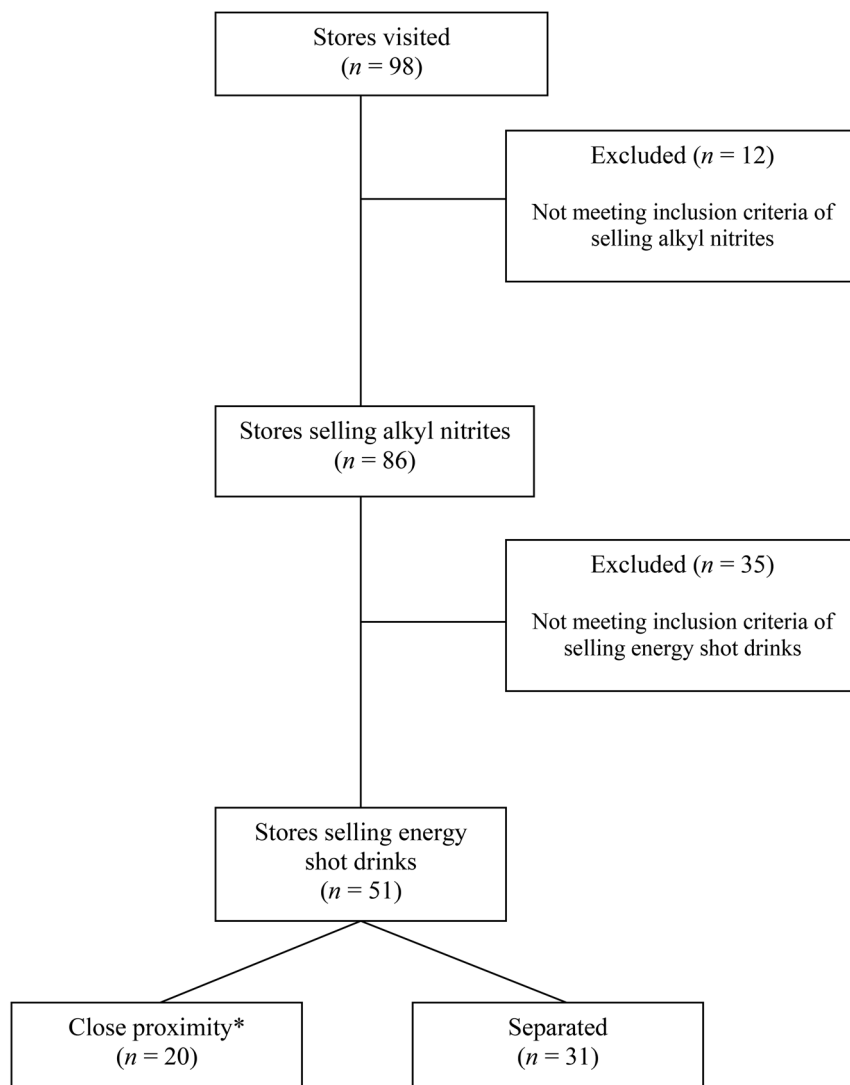 Stores visited
(n = 98)
Excluded (n = 12)
Not meeting inclusion criteria of
selling alkyl nitrites
Stores selling alkyl nitrites
(n = 86)
Excluded (n = 35)
Not meeting inclusion criteria of
selling energy shot drinks
Stores selling energy
shot drinks
(n = 51)
Close proximity*
(n = 20)
Separated
(n = 31)